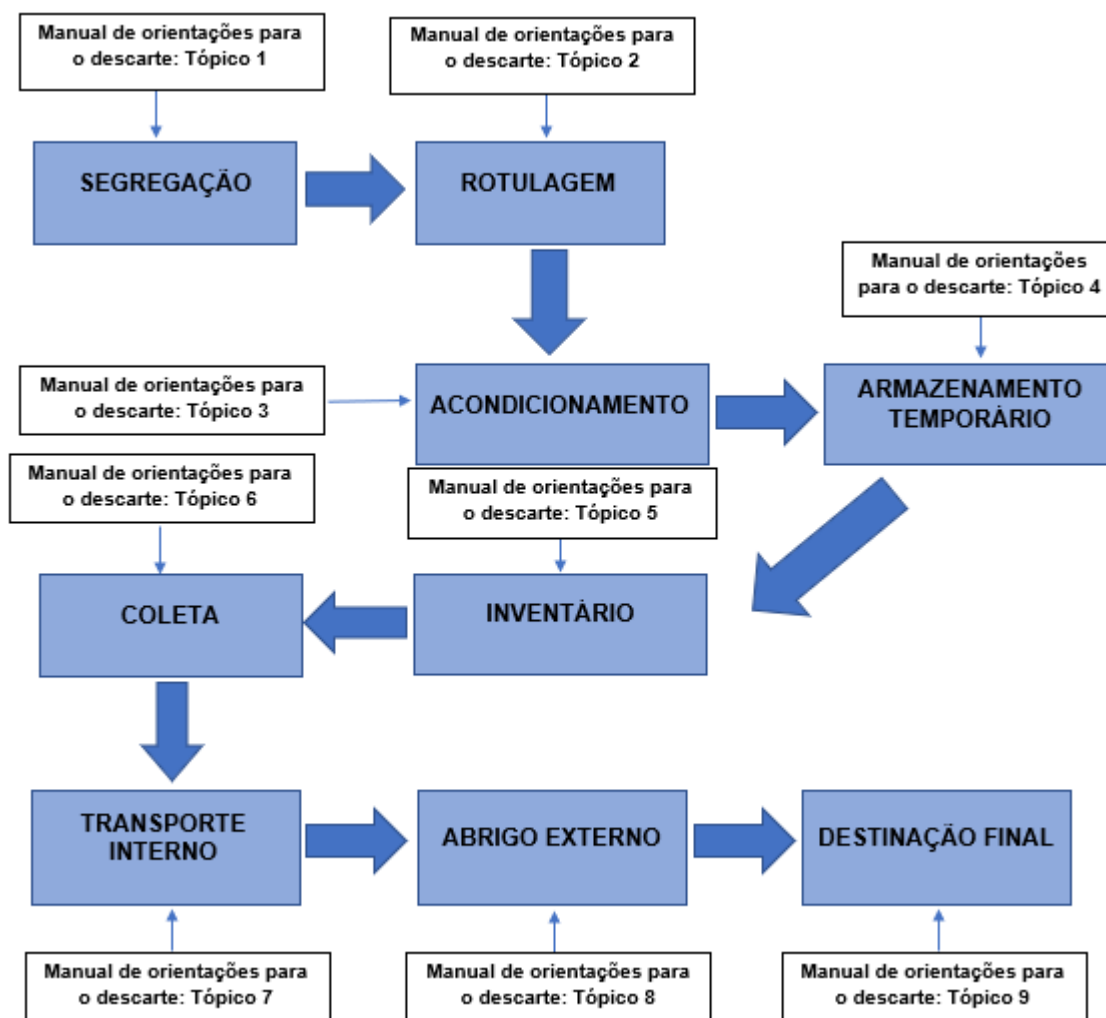 Manual de orientações para
o descarte: Tópico 1
Manual de orientações para
o descarte: Tópico 2
SEGREGAÇÃO
ROTULAGEM
Manual de orientações
para o descarte: Tópico 4
Manual de orientações para
o descarte: Tópico 3
ACONDICIONAMENTO
ARMAZENAMENTO
TEMPORÁRIO
Manual de orientações para
o descarte: Tópico 6
Manual de orientações para
o descarte: Tópico 5
COLETA
INVENTÁRIO
TRANSPORTE
INTERNO
ABRIGO EXTERNO
DESTINAÇÃO FINAL
Manual de orientações para
o descarte: Tópico 7
Manual de orientações para
o descarte: Tópico 8
Manual de orientações para
o descarte: Tópico 9